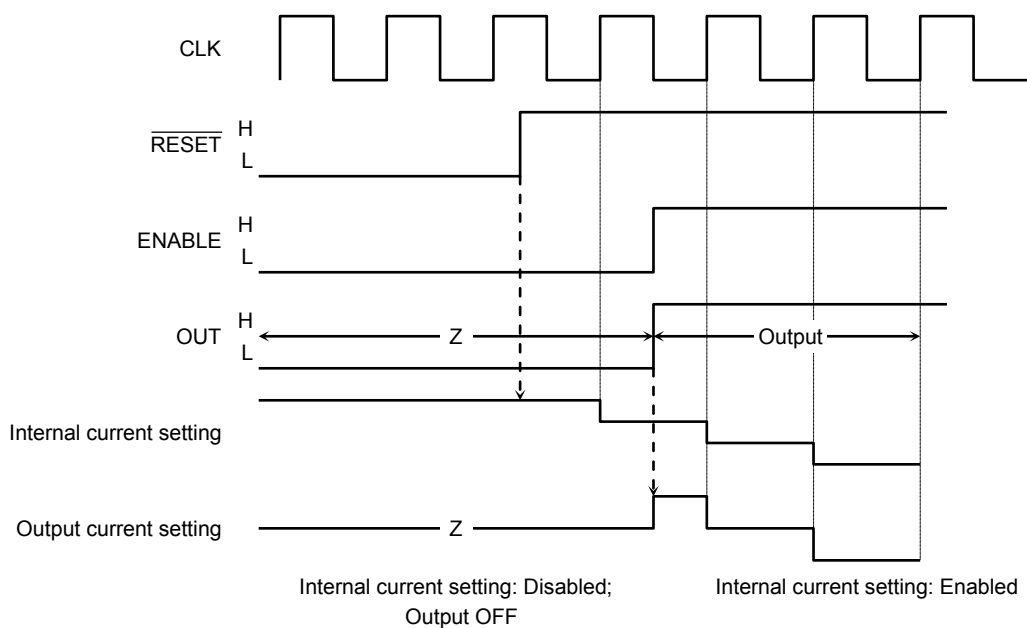 CLK
RESET
H
L
ENABLE
H
L
OUT
H
L
Z
Output
Internal current setting
Output current setting
Z
Internal current setting: Disabled;
Output OFF
Internal current setting: Enabled